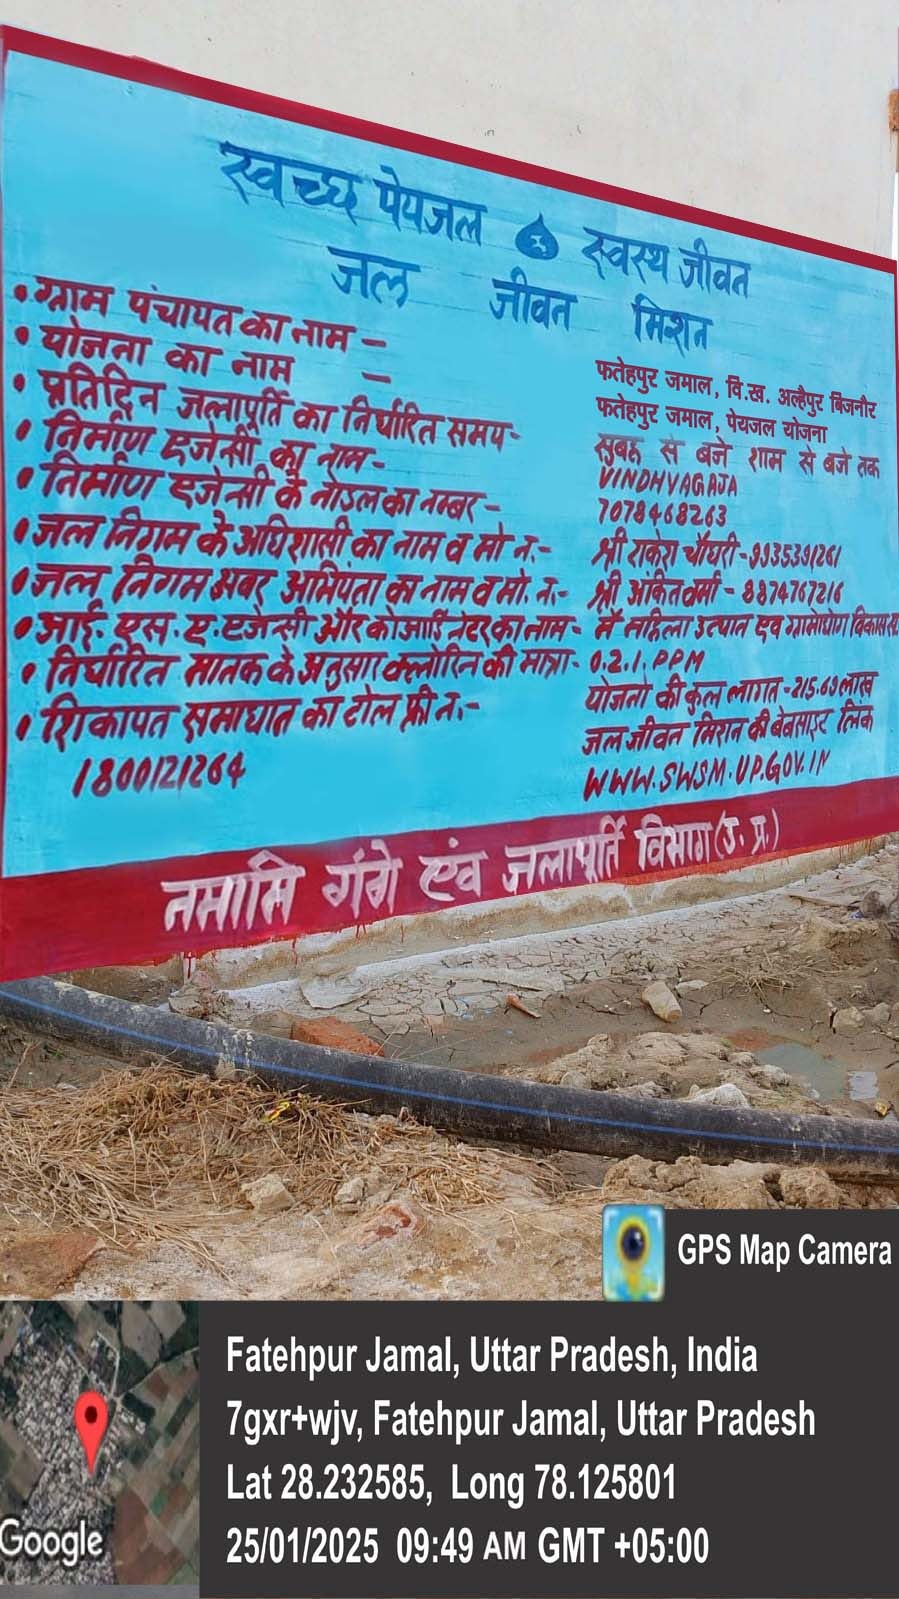 स्वच्छ पेयजल स्वस्थ जीवन
जल जीवन मिशन
• ग्राम पंचायत का नाम - फतेहपुर जमाल, वि.ख. अल्हैपुर बिजनौर
• योजना का नाम - फतेहपुर जमाल, पेयजल योजना
• प्रतिदिन जलापूर्ति का निर्धारित समय- सुबह से बजे शाम से बजे तक
• निर्माण एजेंसी का नाम- VINDHYAGAJA
• निर्माण एजेन्सी के नोडल का नम्बर- 7078468263
• जल निगम के अधिशासी का नाम व मो न:- श्री राकेश चौधरी-9935391261
• जल निगम अवर अभियंता का नाम व मो. न:- श्री अंकित वर्मा - 8874767216
• आई. एस. ए. एजेन्सी और कोआर्डिनेटर का नाम- मै महिला उत्थान एवं ग्रामोद्योग विकास
• निर्धारित मानक के अनुसार क्लोरिन की मात्रा- 0.2.1. PPM
• शिकायत समाधान का टोल फ्री न.:- योजना की कुल लागत-215.69 लाख
जल जीवन मिशन की वेबसाइट लिंक
1800121264 WWW.SWSM.UP.GOV.IN
नमामि गंगे एंव जलापूर्ति विभाग (उ. प्र.)
GPS Map Camera
Fatehpur Jamal, Uttar Pradesh, India
7gxr+wjv, Fatehpur Jamal, Uttar Pradesh
Lat 28.232585, Long 78.125801
25/01/2025 09:49 AM GMT +05:00
Google